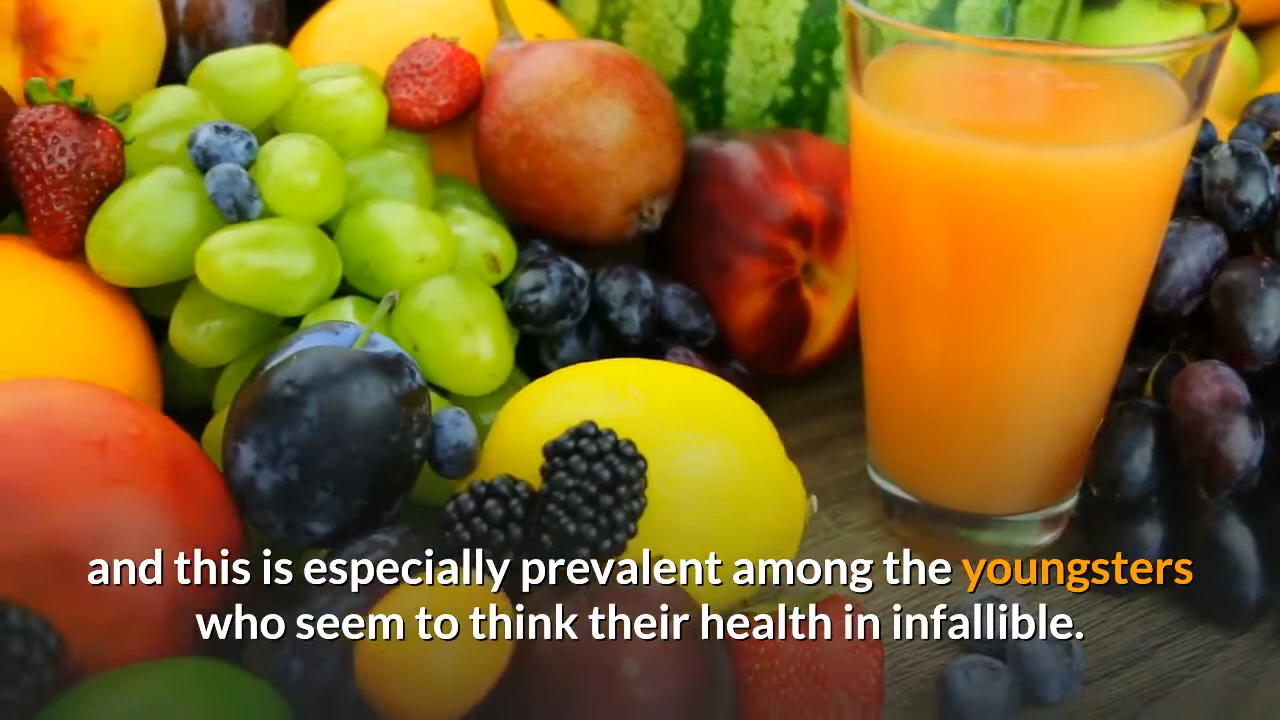 and this is especially prevalent among the youngsters
who seem to think their health in infallible.